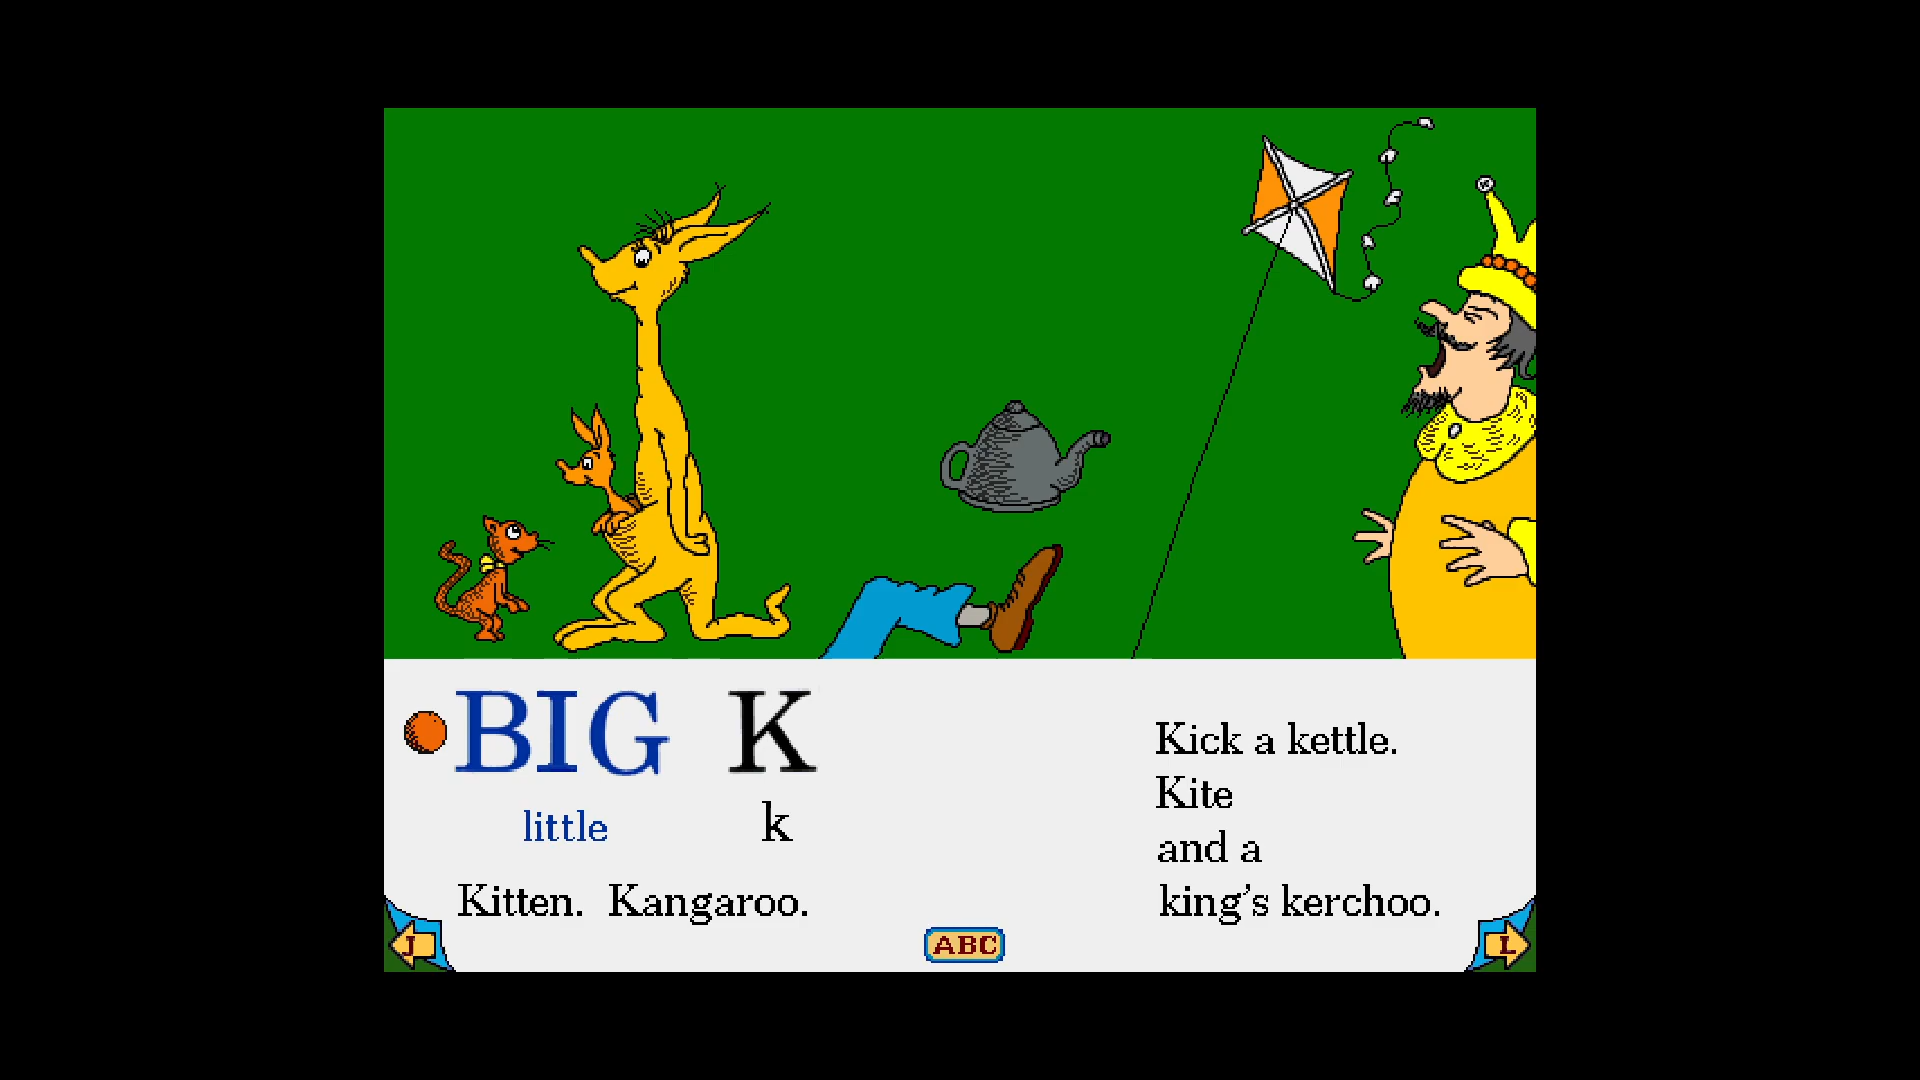 BIG K
little k
Kitten. Kangaroo.
Kick a kettle.
Kite
and a
king's kerchoo.
J
ABC
L